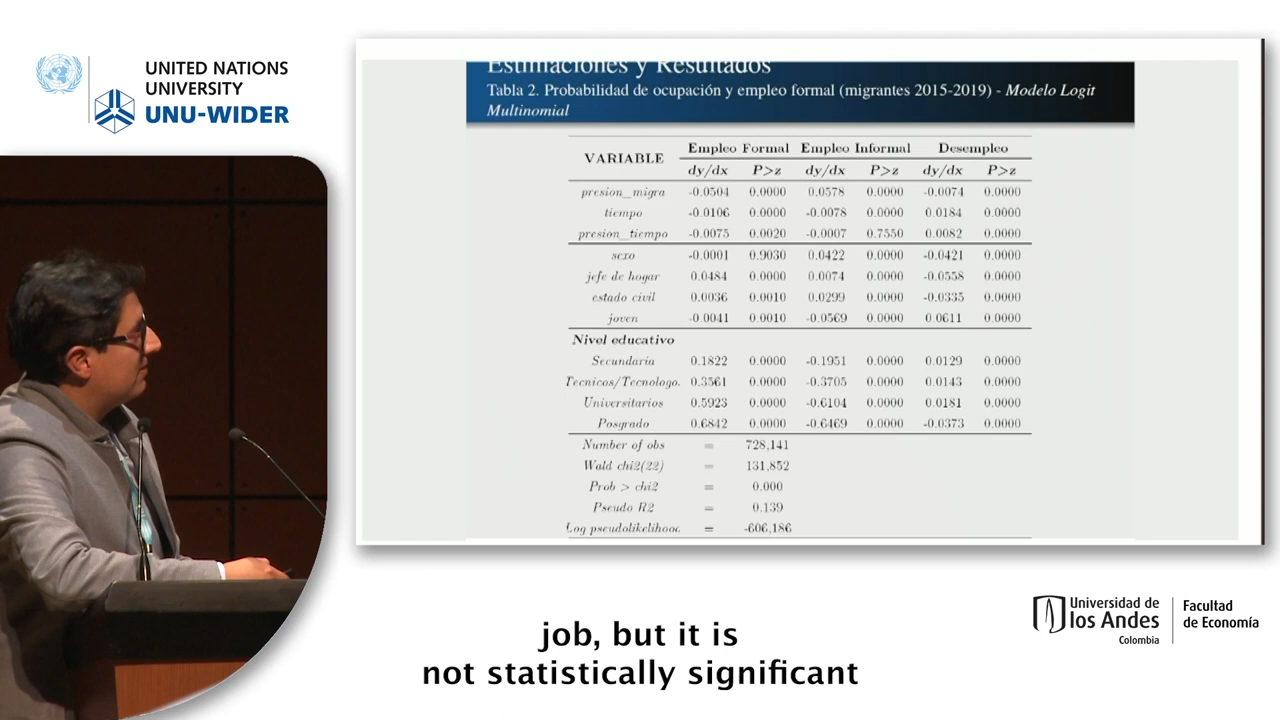 UNITED NATIONS
UNIVERSITY
UNU-WIDER
Estimaciones y Resultados
Tabla 2. Probabilidad de ocupación y empleo formal (migrantes 2015-2019) - Modelo Logit
Multinomial
VARIABLE Empleo Formal Empleo Informal Desempleo
dy/dx P>z dy/dx P>z dy/dx P>z
presion_migra -0.0504 0.0000 0.0578 0.0000 -0.0074 0.0000
tiempo -0.0106 0.0000 -0.0078 0.0000 0.0184 0.0000
presion_tiempo -0.0075 0.0020 -0.0007 0.7550 0.0082 0.0000
sexo -0.0001 0.9030 0.0422 0.0000 -0.0421 0.0000
jefe de hogar 0.0484 0.0000 0.0074 0.0000 -0.0558 0.0000
estado civil 0.0036 0.0010 0.0299 0.0000 -0.0335 0.0000
joven -0.0041 0.0010 -0.0569 0.0000 0.0611 0.0000
Nivel educativo
Secundaria 0.1822 0.0000 -0.1951 0.0000 0.0129 0.0000
Tecnicos/Tecnologo. 0.3561 0.0000 -0.3705 0.0000 0.0143 0.0000
Universitarios 0.5923 0.0000 -0.6104 0.0000 0.0181 0.0000
Posgrado 0.6842 0.0000 -0.6469 0.0000 -0.0373 0.0000
Number of obs = 728,141
Wald chi2(22) = 131,852
Prob > chi2 = 0.000
Pseudo R2 = 0.139
Log pseudolikelihooc = -606,186
job, but it is
not statistically significant
Universidad de
los Andes
Colombia
Facultad
de Economía